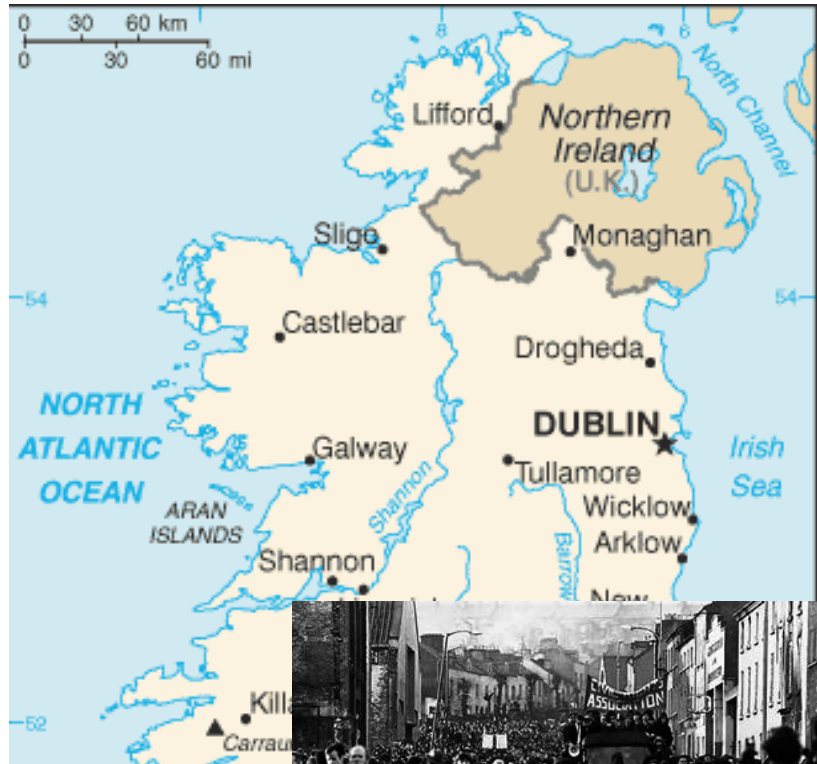 0 30 60 km
0 30 60 mi
8
6
North Channel
Lifford
Northern
Ireland
(U.K.)
Sligo
Monaghan
54
54
Castlebar
Drogheda
NORTH
ATLANTIC
OCEAN
DUBLIN
Irish
Sea
Galway
Tullamore
Shannon
ARAN
ISLANDS
Wicklow
Arklow
Barrow
Shannon
New
ASSOCIATION
52
Killa
Carrau